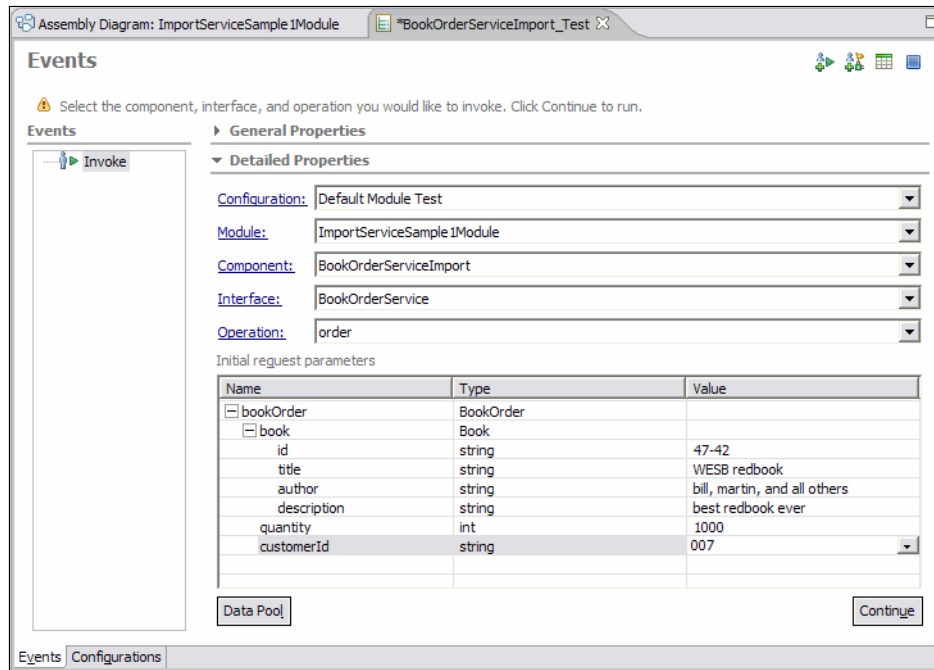 Assembly Diagram: ImportServiceSample1Module *BookOrderServiceImport_Test
Events
Select the component, interface, and operation you would like to invoke. Click Continue to run.
Events General Properties
Invoke Detailed Properties
Configuration: Default Module Test
Module: ImportServiceSample1Module
Component: BookOrderServiceImport
Interface: BookOrderService
Operation: order
Initial request parameters
Name Type Value
bookOrder BookOrder
book Book
id string 47-42
title string WESB redbook
author string bill, martin, and all others
description string best redbook ever
quantity int 1000
customerId string 007
Data Pool Continue
Events Configurations